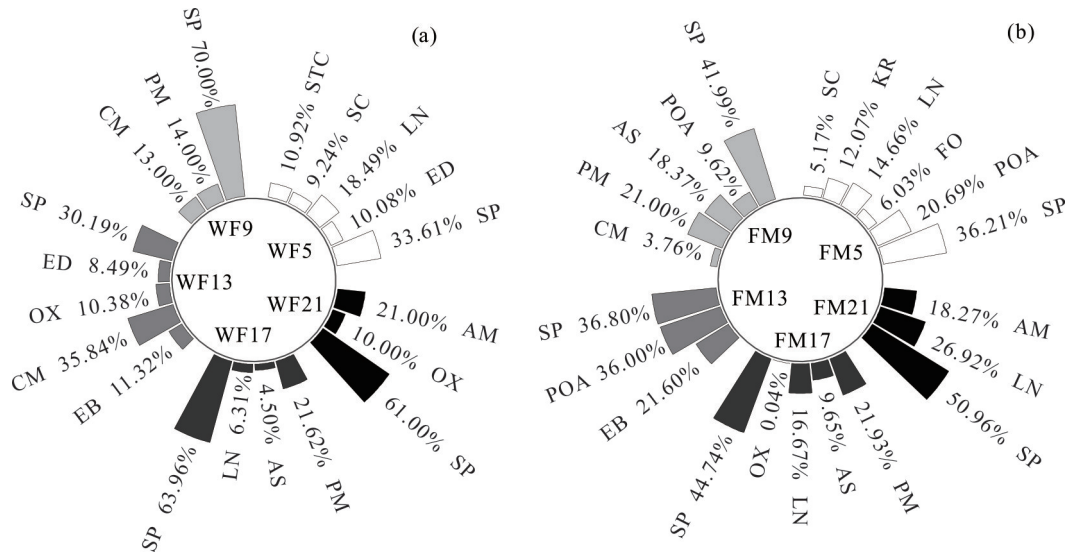 (a)
STC 10.92%
SC 9.24%
LN 18.49%
ED 10.08%
SP 33.61%
WF5
AM 21.00%
OX 10.00%
SP 61.00%
WF21
PM 21.62%
AS 4.50%
LN 6.31%
SP 63.96%
WF17
EB 11.32%
CM 35.84%
OX 10.38%
ED 8.49%
SP 30.19%
WF13
CM 13.00%
PM 14.00%
SP 70.00%
WF9
(b)
SC 5.17%
KR 12.07%
LN 14.66%
FO 6.03%
POA 20.69%
SP 36.21%
FM5
AM 18.27%
LN 26.92%
SP 50.96%
FM21
PM 21.93%
AS 9.65%
LN 16.67%
OX 0.04%
SP 44.74%
FM17
EB 21.60%
POA 36.00%
SP 36.80%
FM13
CM 3.76%
PM 21.00%
AS 18.37%
POA 9.62%
SP 41.99%
FM9